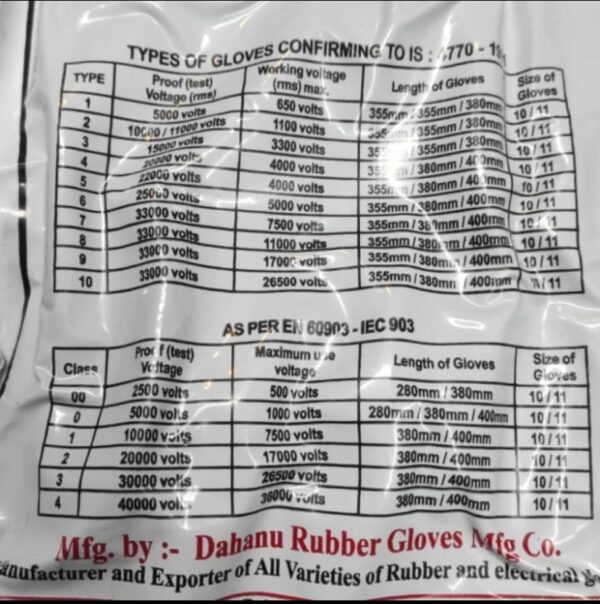 TYPES OF GLOVES CONFIRMING TO IS : 4770 -
TYPE Proof (test) Voltage (rms) Working voltage (rms) max. Length of Gloves Size of Gloves
1 5000 volts 650 volts 355mm / 355mm / 380mm 10 / 11
2 10000 / 11000 volts 1100 volts 355mm / 355mm / 380mm 10 / 11
3 15000 volts 3300 volts 355mm / 380mm 10 / 11
4 20000 volts 4000 volts 355mm / 380mm / 400mm 10 / 11
5 22000 volts 4000 volts 355mm / 380mm / 400mm 10 / 11
6 25000 volts 5000 volts 355mm / 380mm / 400mm 10 / 11
7 33000 volts 7500 volts 355mm / 380mm / 400mm 10 / 11
8 33000 volts 11000 volts 355mm / 380mm / 400mm 10 / 11
9 33000 volts 17000 volts 355mm / 380mm / 400mm 10 / 11
10 33000 volts 26500 volts 355mm / 380mm / 400mm 10 / 11
AS PER EN 60903 - IEC 903
Class Proof (test) Voltage Maximum use voltage Length of Gloves Size of Gloves
00 2500 volts 500 volts 280mm / 380mm 10 / 11
0 5000 volts 1000 volts 280mm / 380mm / 400mm 10 / 11
1 10000 volts 7500 volts 380mm / 400mm 10 / 11
2 20000 volts 17000 volts 380mm / 400mm 10 / 11
3 30000 volts 26500 volts 380mm / 400mm 10 / 11
4 40000 volts 36000 volts 380mm / 400mm 10 / 11
Mfg. by :- Dahanu Rubber Gloves Mfg Co.
anufacturer and Exporter of All Varieties of Rubber and electrical